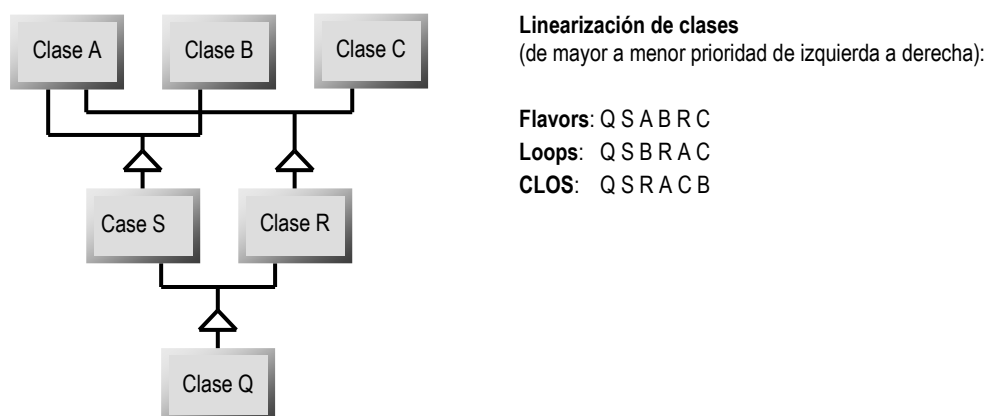 Clase A
Clase B
Clase C
Case S
Clase R
Clase Q
Linearización de clases
(de mayor a menor prioridad de izquierda a derecha):
Flavors: Q S A B R C
Loops: Q S B R A C
CLOS: Q S R A C B